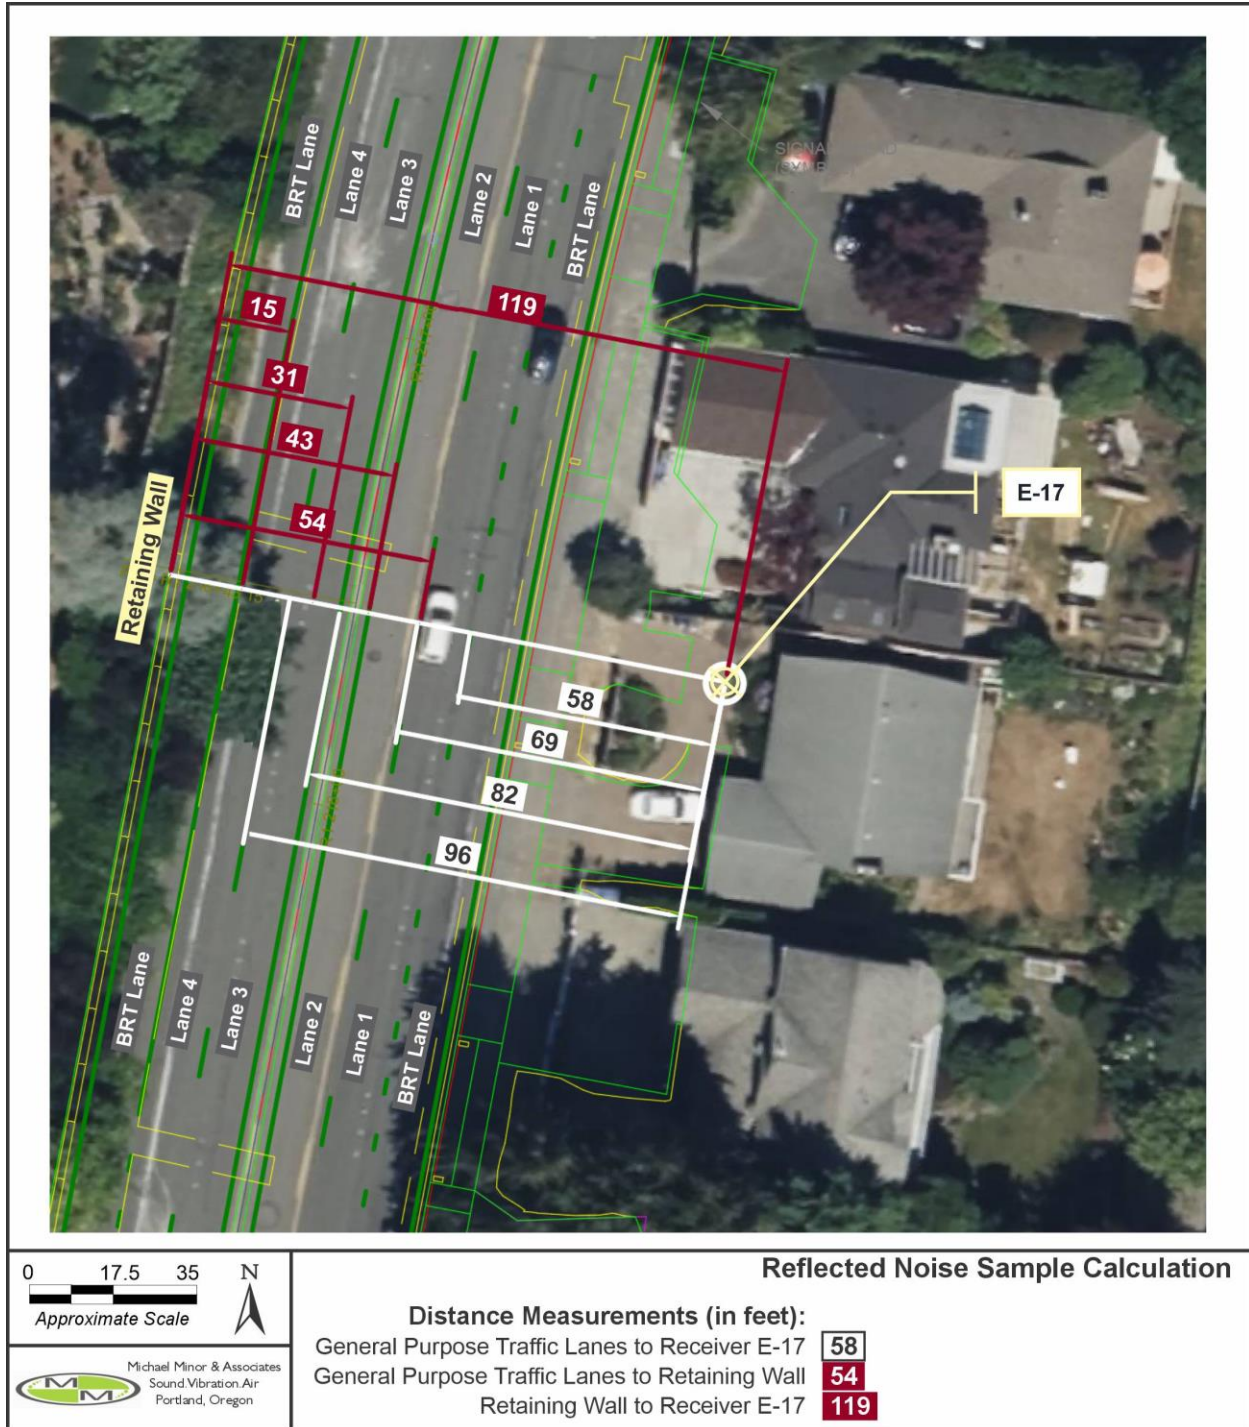 BRT Lane
Lane 4
Lane 3
Lane 2
Lane 1
BRT Lane
15
119
31
43
54
Retaining Wall
E-17
58
69
82
96
BRT Lane
Lane 4
Lane 3
Lane 2
Lane 1
BRT Lane
0 17.5 35
Approximate Scale
N
Michael Minor & Associates
Sound.Vibration.Air
Portland, Oregon
MM
Reflected Noise Sample Calculation
Distance Measurements (in feet):
General Purpose Traffic Lanes to Receiver E-17 58
General Purpose Traffic Lanes to Retaining Wall 54
Retaining Wall to Receiver E-17 119